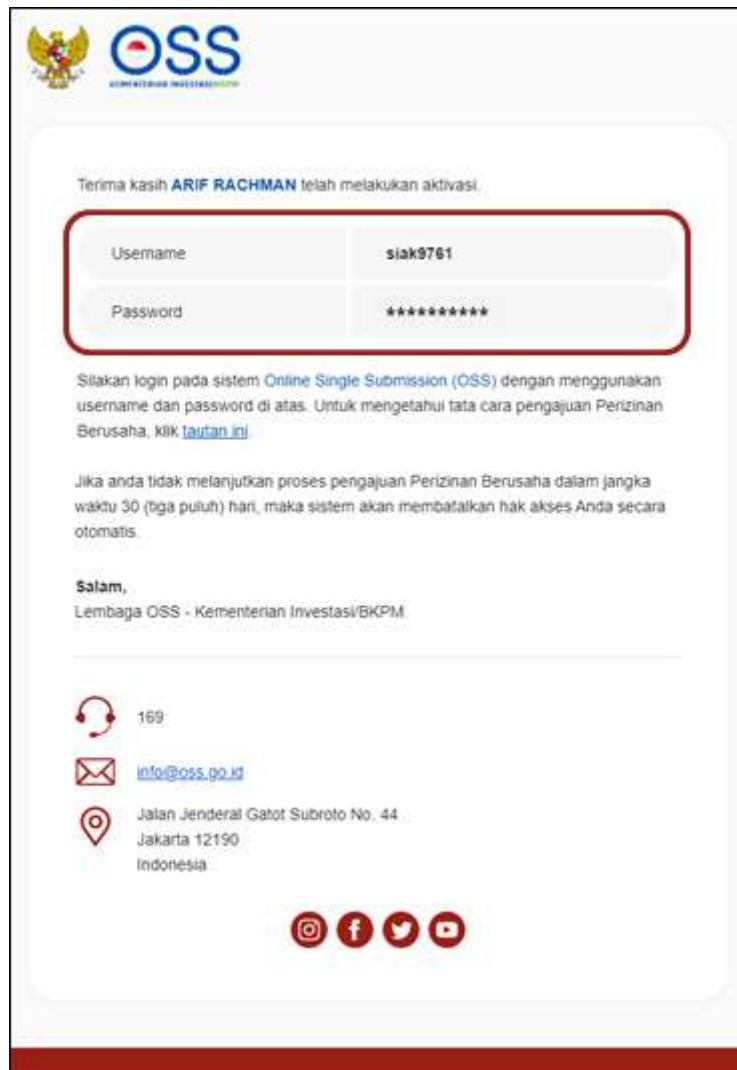 OSS
KEMENTERIAN INVESTASI/BKPM
Terima kasih ARIF RACHMAN telah melakukan aktivasi.
Username siak9761
Password **********
Silakan login pada sistem Online Single Submission (OSS) dengan menggunakan
username dan password di atas. Untuk mengetahui tata cara pengajuan Perizinan
Berusaha, klik tautan ini.
Jika anda tidak melanjutkan proses pengajuan Perizinan Berusaha dalam jangka
waktu 30 (tiga puluh) hari, maka sistem akan membatalkan hak akses Anda secara
otomatis.
Salam,
Lembaga OSS - Kementerian Investasi/BKPM
169
info@oss.go.id
Jalan Jenderal Gatot Subroto No. 44
Jakarta 12190
Indonesia